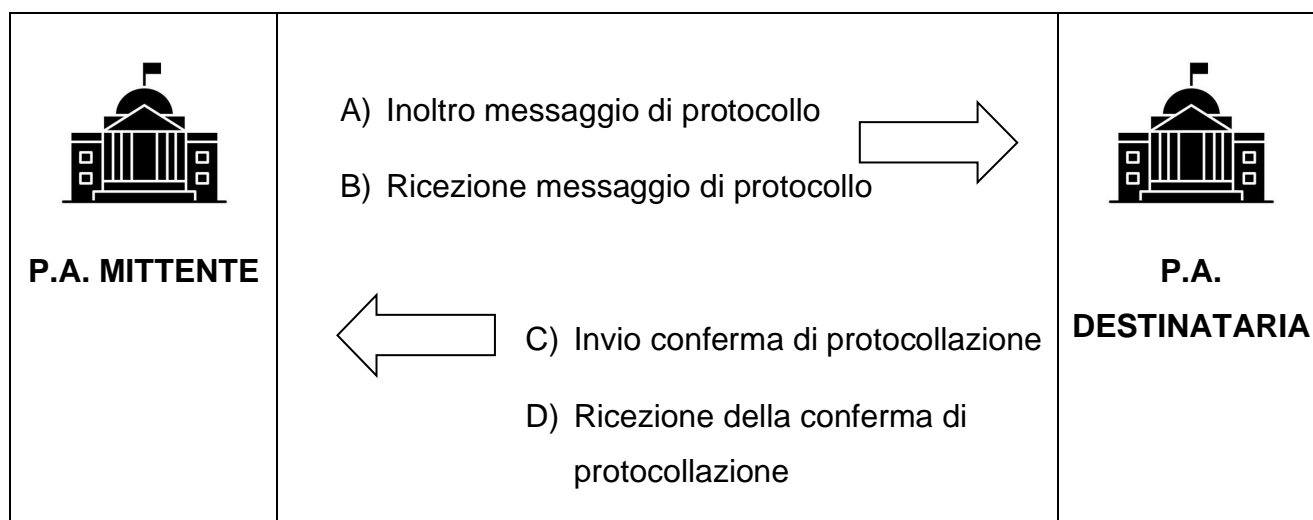 A) Inoltro messaggio di protocollo
B) Ricezione messaggio di protocollo
P.A. MITTENTE
P.A.
DESTINATARIA
C) Invio conferma di protocollazione
D) Ricezione della conferma di
protocollazione